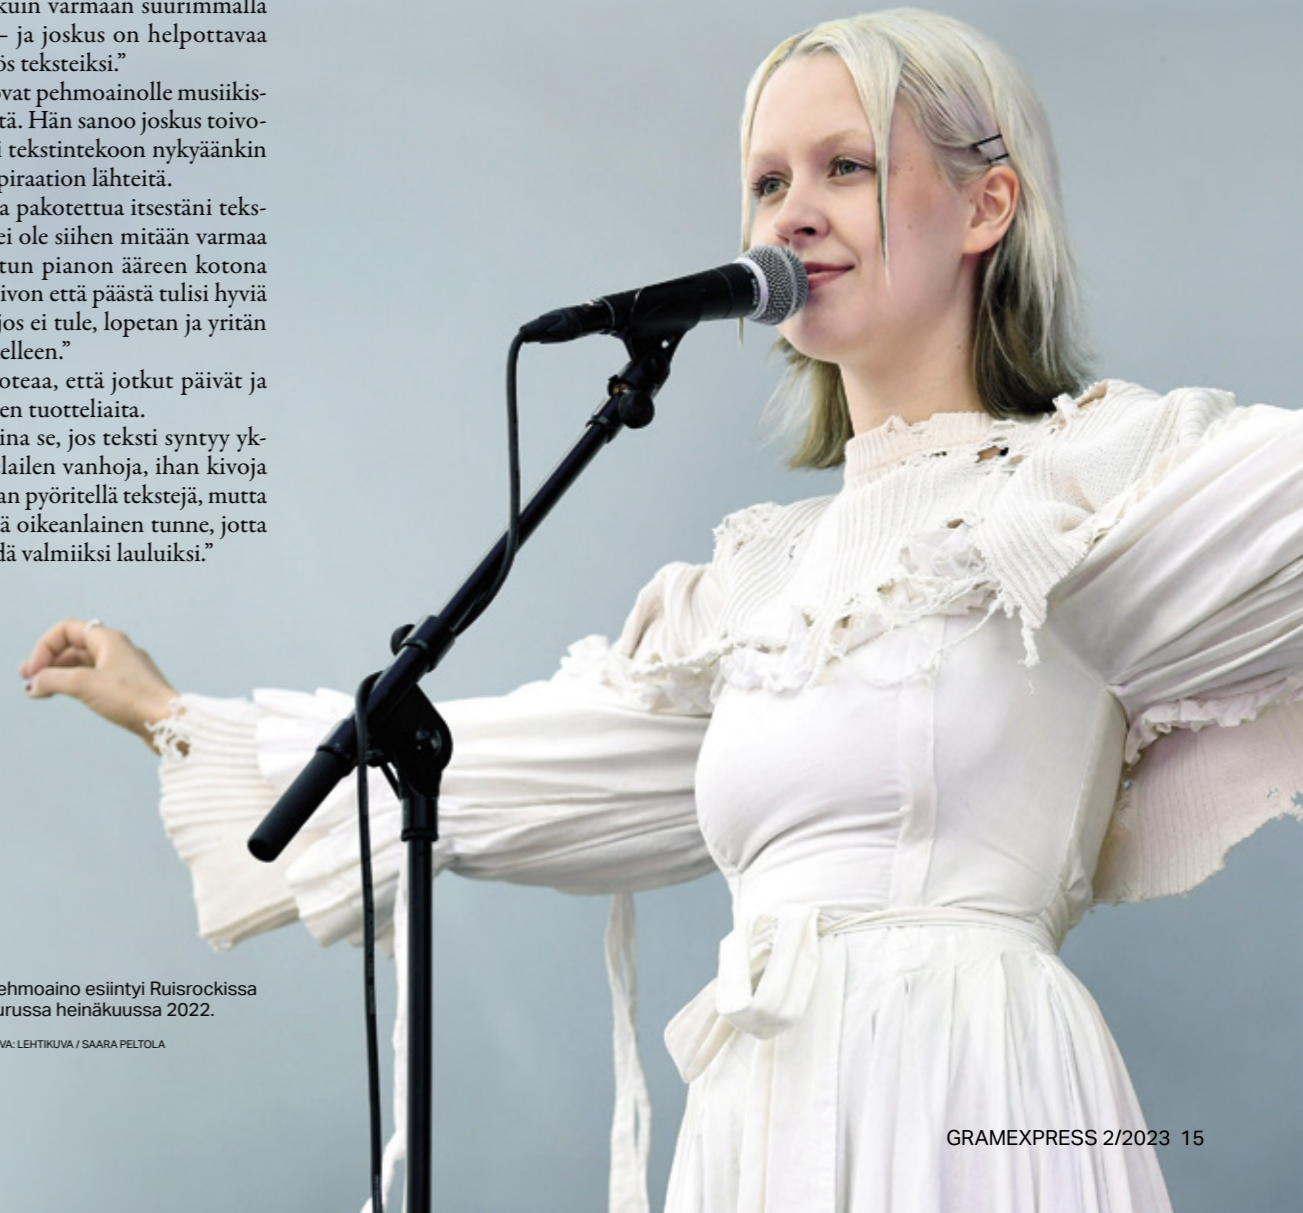 kuin varmaan suurimmalla
– ja joskus on helpottavaa
ös teksteiksi.”
ovat pehmoainolle musiikis-
tä. Hän sanoo joskus toivo-
i tekstintekoon nykyäänkin
piraation lähteitä.
a pakotettua itsestäni teks-
ei ole siihen mitään varmaa
tun pianon ääreen kotona
ivon että päästä tulisi hyviä
jos ei tule, lopetan ja yritän
elleen.”
oteaa, että jotkut päivät ja
en tuotteliaita.
ina se, jos teksti syntyy yk-
elailen vanhoja, ihan kivoja
an pyöritellä tekstejä, mutta
ä oikeanlainen tunne, jotta
dä valmiiksi lauluiksi.”
ehmoaino esiintyi Ruisrockissa
urussa heinäkuussa 2022.
VA: LEHTIKUVA / SAARA PELTOLA
GRAMEXPRESS 2/2023 15